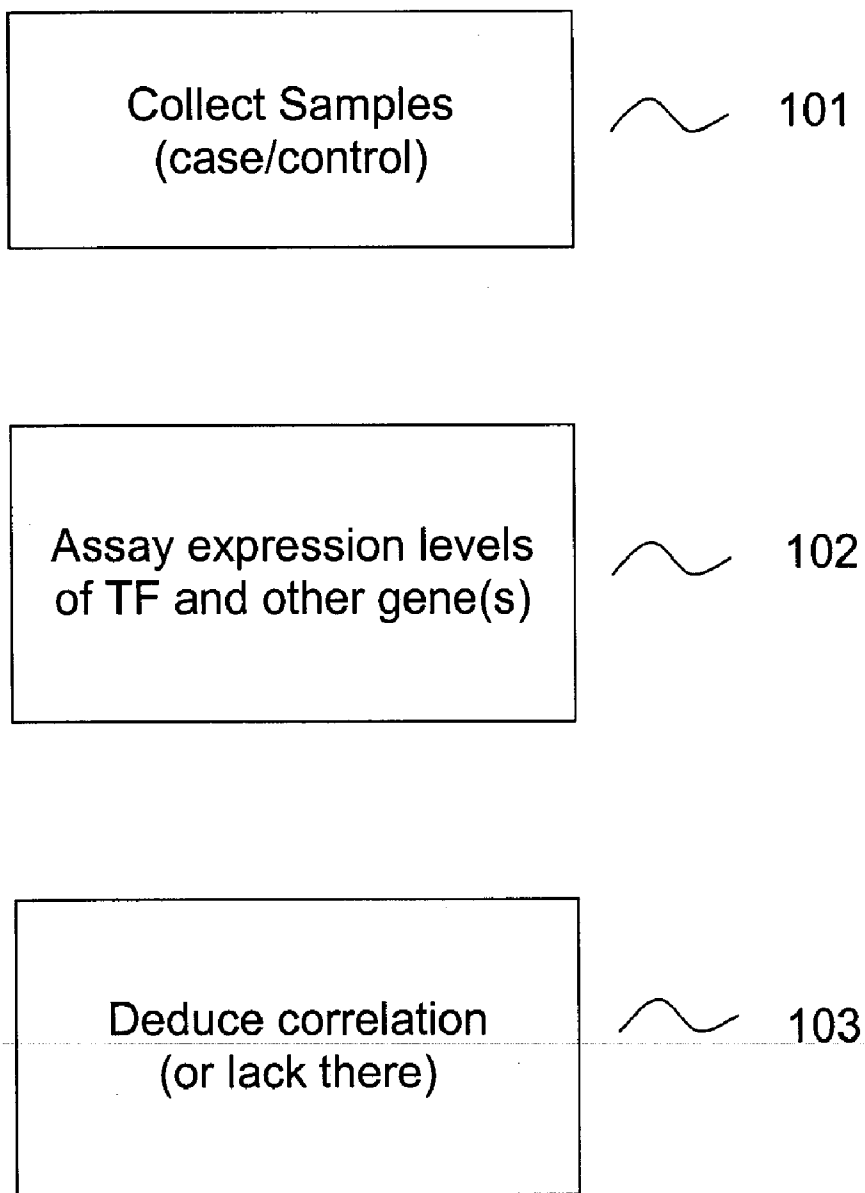 Collect Samples
(case/control)
101
Assay expression levels
of TF and other gene(s)
102
Deduce correlation
(or lack there)
103